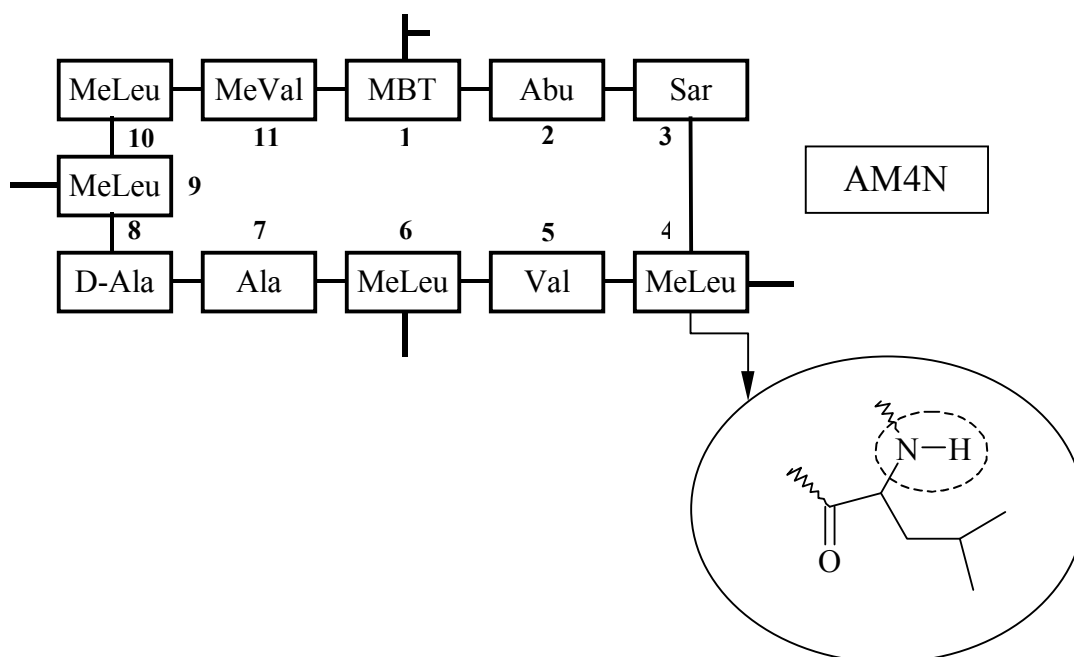 MeLeu MeVal MBT Abu Sar
10 11 1 2 3
MeLeu 9 AM4N
8 7 6 5 4
D-Ala Ala MeLeu Val MeLeu
N H
O